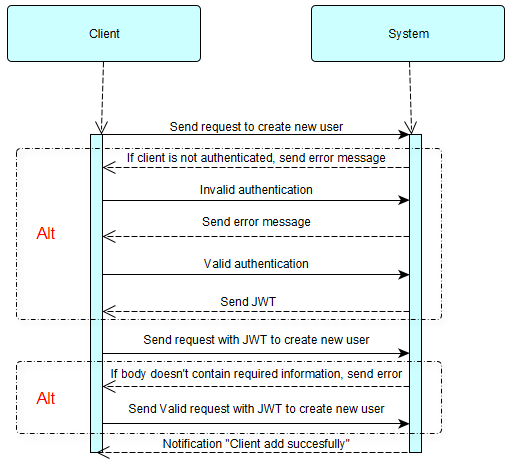 Client
System
Send request to create new user
If client is not authenticated, send error message
Invalid authentication
Send error message
Alt
Valid authentication
Send JWT
Send request with JWT to create new user
If body doesn't contain required information, send error
Alt
Send Valid request with JWT to create new user
Notification "Client add succesfully"